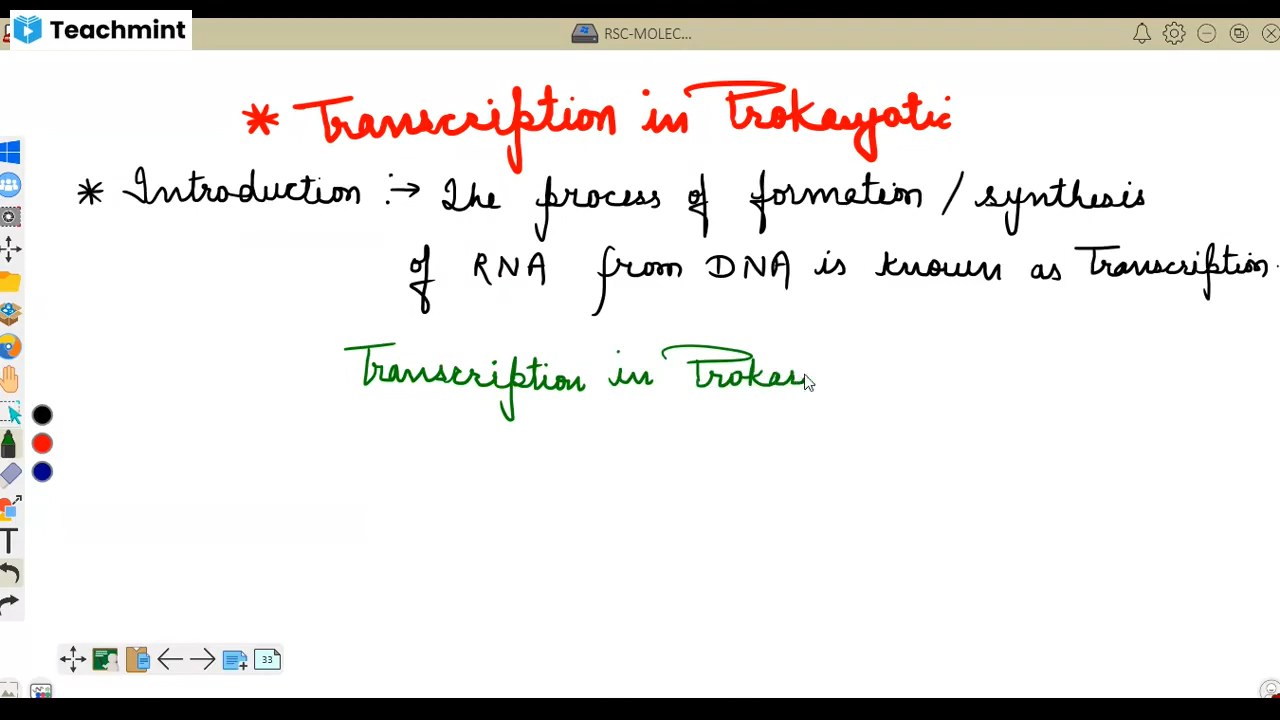 Teachmint
RSC-MOLEC...
* Transcription in Prokaryotic
* Introduction :→ The process of formation / synthesis
of RNA from DNA is known as Transcription.
Transcription in Prokar
T
33